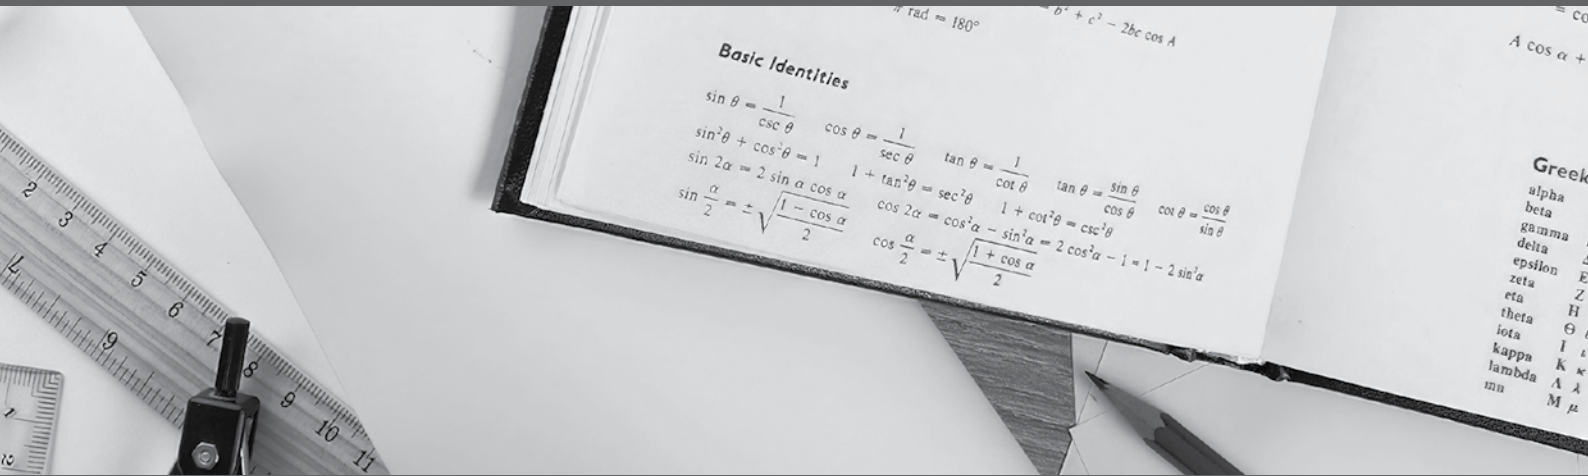 π rad = 180°
b² + c² − 2bc cos A
Basic Identities
sin θ = 1/csc θ cos θ = 1/sec θ tan θ = 1/cot θ tan θ = sin θ/cos θ cot θ = cos θ/sin θ
sin²θ + cos²θ = 1 1 + tan²θ = sec²θ 1 + cot²θ = csc²θ
sin 2α = 2 sin α cos α cos 2α = cos²α − sin²α = 2 cos²α − 1 = 1 − 2 sin²α
sin α/2 = ±√((1 − cos α)/2) cos α/2 = ±√((1 + cos α)/2)
A cos α +
Greek
alpha
beta
gamma
delta
epsilon E
zeta Z
eta H
theta Θ
iota I ι
kappa K κ
lambda Λ λ
mu M μ
2 3 4 5 6 7 8 9 10 11
9
1
2